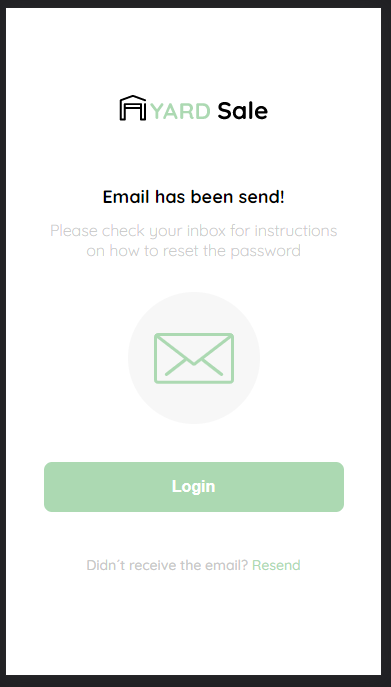 YARD Sale
Email has been send!
Please check your inbox for instructions
on how to reset the password
Login
Didn´t receive the email? Resend